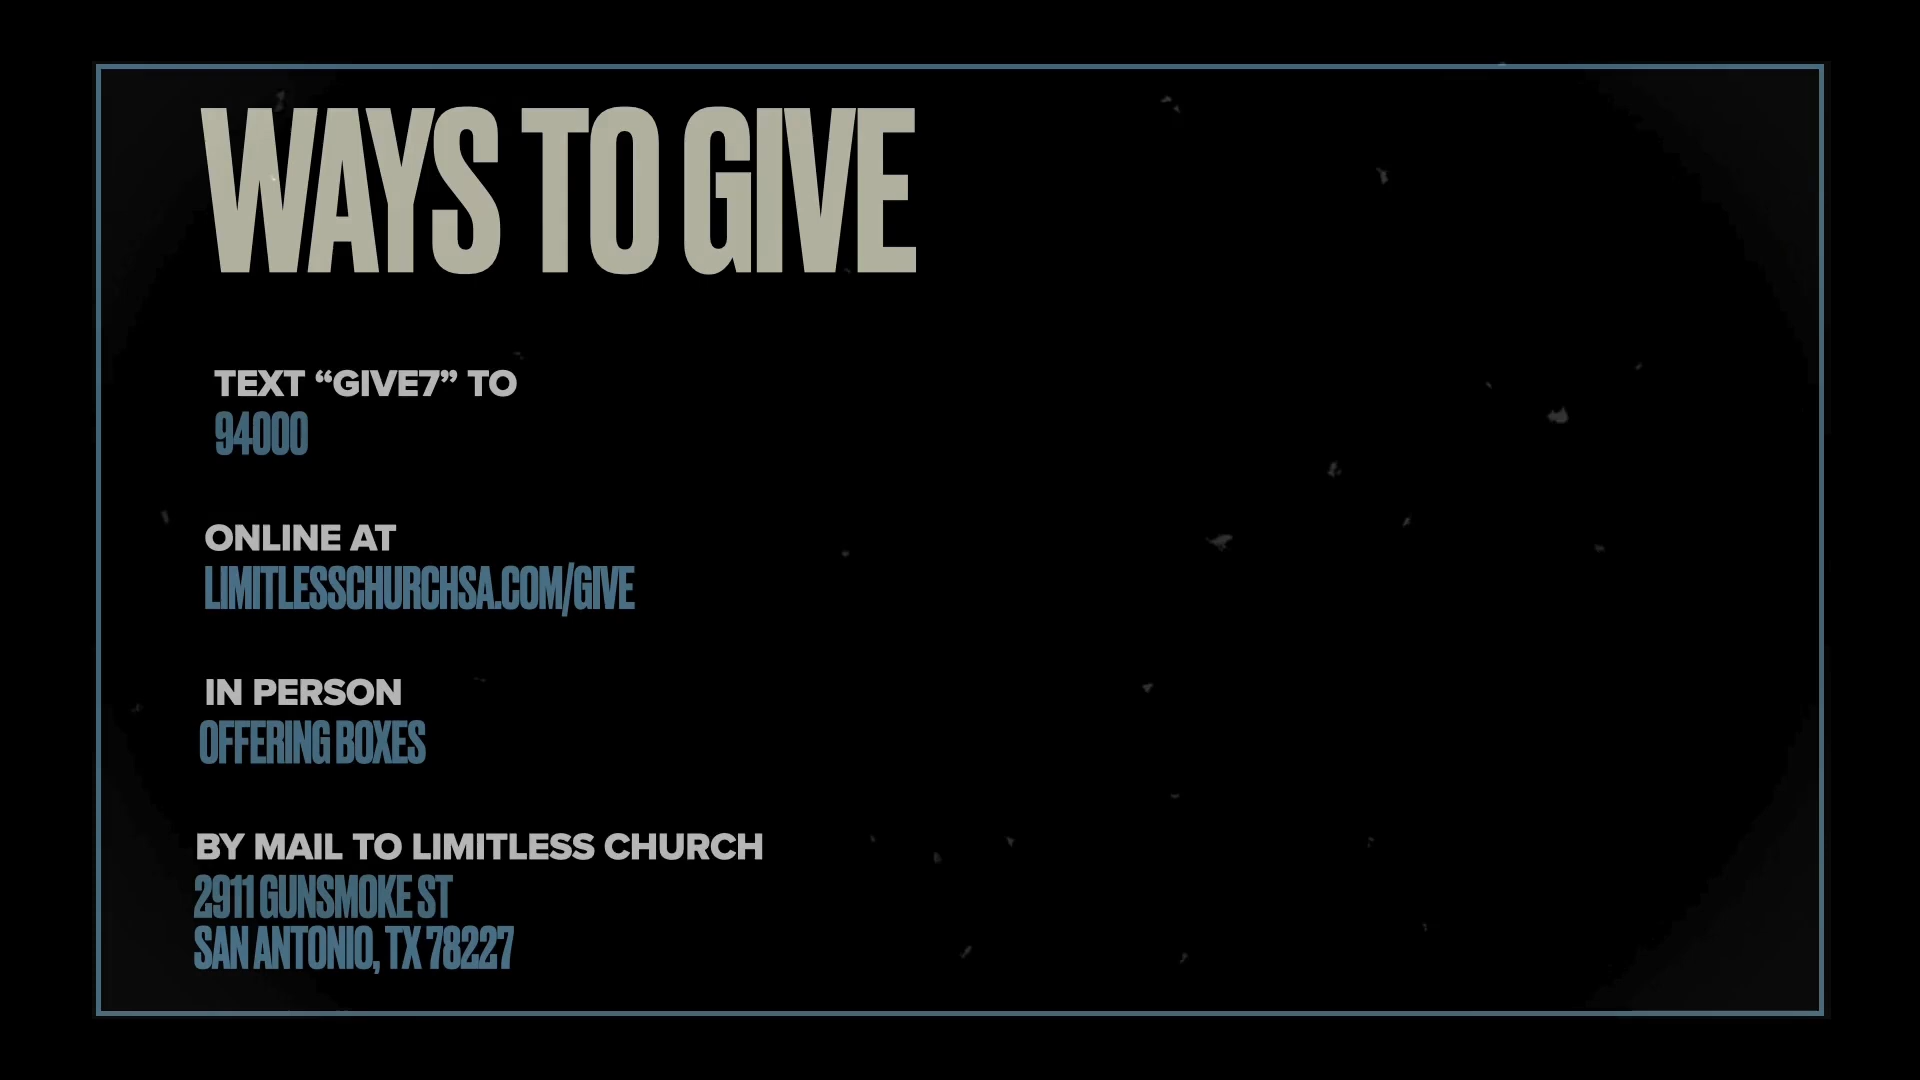 WAYS TO GIVE
TEXT “GIVE7” TO
94000
ONLINE AT
LIMITLESSCHURCHSA.COM/GIVE
IN PERSON
OFFERING BOXES
BY MAIL TO LIMITLESS CHURCH
2911 GUNSMOKE ST
SAN ANTONIO, TX 78227